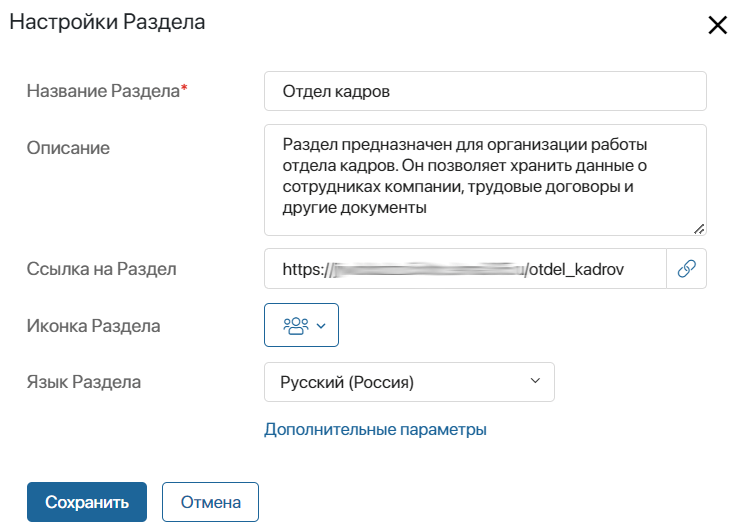 Настройки Раздела
Название Раздела*
Отдел кадров
Описание
Раздел предназначен для организации работы
отдела кадров. Он позволяет хранить данные о
сотрудниках компании, трудовые договоры и
другие документы
Ссылка на Раздел
https:// /otdel_kadrov
Иконка Раздела
Язык Раздела
Русский (Россия)
Дополнительные параметры
Сохранить
Отмена